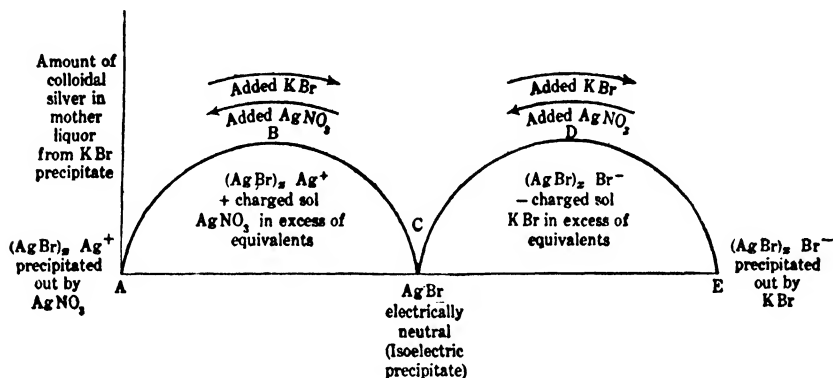 Amount of
colloidal
silver in
mother
liquor
from KBr
precipitate
Added KBr
Added AgNO₃
B
(AgBr)ₓ Ag⁺
+ charged sol
AgNO₃ in excess of
equivalents
Added KBr
Added AgNO₃
D
(AgBr)ₓ Br⁻
− charged sol
KBr in excess of
equivalents
C
(AgBr)ₓ Ag⁺
precipitated
out by
AgNO₃
A
AgBr
electrically
neutral
(Isoelectric
precipitate)
E
(AgBr)ₓ Br⁻
precipitated
out by
KBr